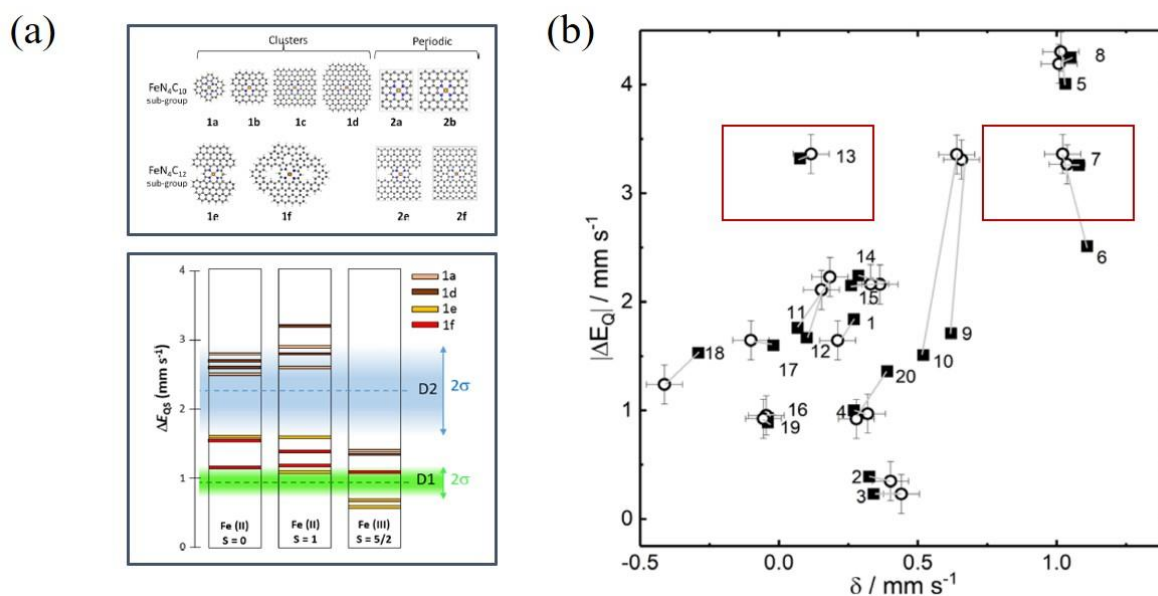 (a)
Clusters Periodic
FeN₄C₁₀
sub-group
1a 1b 1c 1d 2a 2b
FeN₄C₁₂
sub-group
1e 1f 2e 2f
4
3
2
1
0
ΔE_QS (mm s⁻¹)
1a
1d
1e
1f
D2 2σ
D1 2σ
Fe (II)
S = 0
Fe (II)
S = 1
Fe (III)
S = 5/2
(b)
|ΔE_Q| / mm s⁻¹
4
3
2
1
0
8
5
13
7
6
14
15
11
1
12
9
10
18
17
20
16
4
19
2
3
-0.5 0.0 0.5 1.0
δ / mm s⁻¹